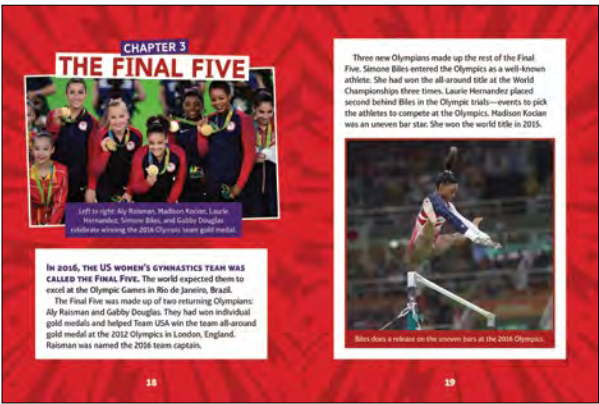 CHAPTER 3
THE FINAL FIVE
Left to right: Aly Raisman, Madison Kocian, Laurie
Hernandez, Simone Biles, and Gabby Douglas
celebrate winning the 2016 Olympic team gold medal.
IN 2016, THE US WOMEN'S GYMNASTICS TEAM WAS
CALLED THE FINAL FIVE. The world expected them to
excel at the Olympic Games in Rio de Janeiro, Brazil.
The Final Five was made up of two returning Olympians:
Aly Raisman and Gabby Douglas. They had won individual
gold medals and helped Team USA win the team all-around
gold medal at the 2012 Olympics in London, England.
Raisman was named the 2016 team captain.
18
Three new Olympians made up the rest of the Final
Five. Simone Biles entered the Olympics as a well-known
athlete. She had won the all-around title at the World
Championships three times. Laurie Hernandez placed
second behind Biles in the Olympic trials—events to pick
the athletes to compete at the Olympics. Madison Kocian
was an uneven bar star. She won the world title in 2015.
Biles does a release on the uneven bars at the 2016 Olympics.
19